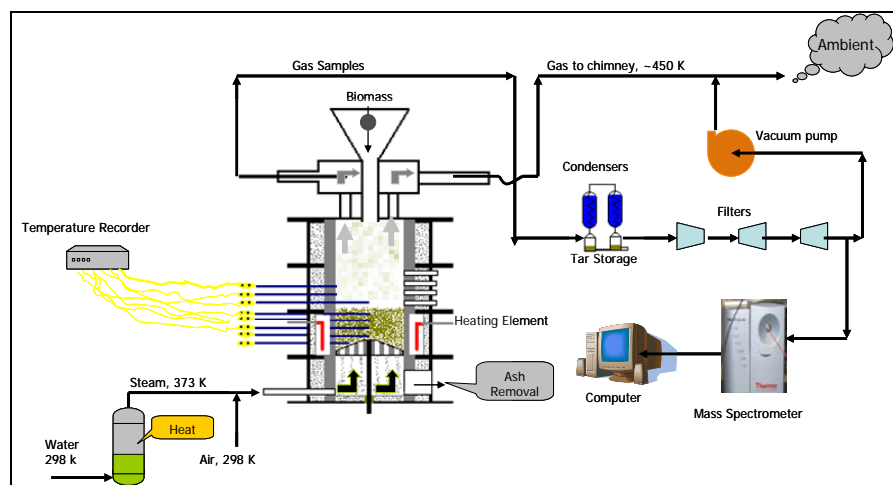 Ambient
Gas Samples
Gas to chimney, ~450 K
Biomass
Vacuum pump
Condensers
Temperature Recorder
Filters
Tar Storage
Heating Element
Steam, 373 K
Ash
Removal
Computer
Mass Spectrometer
Heat
Water
298 k
Air, 298 K
Thermo